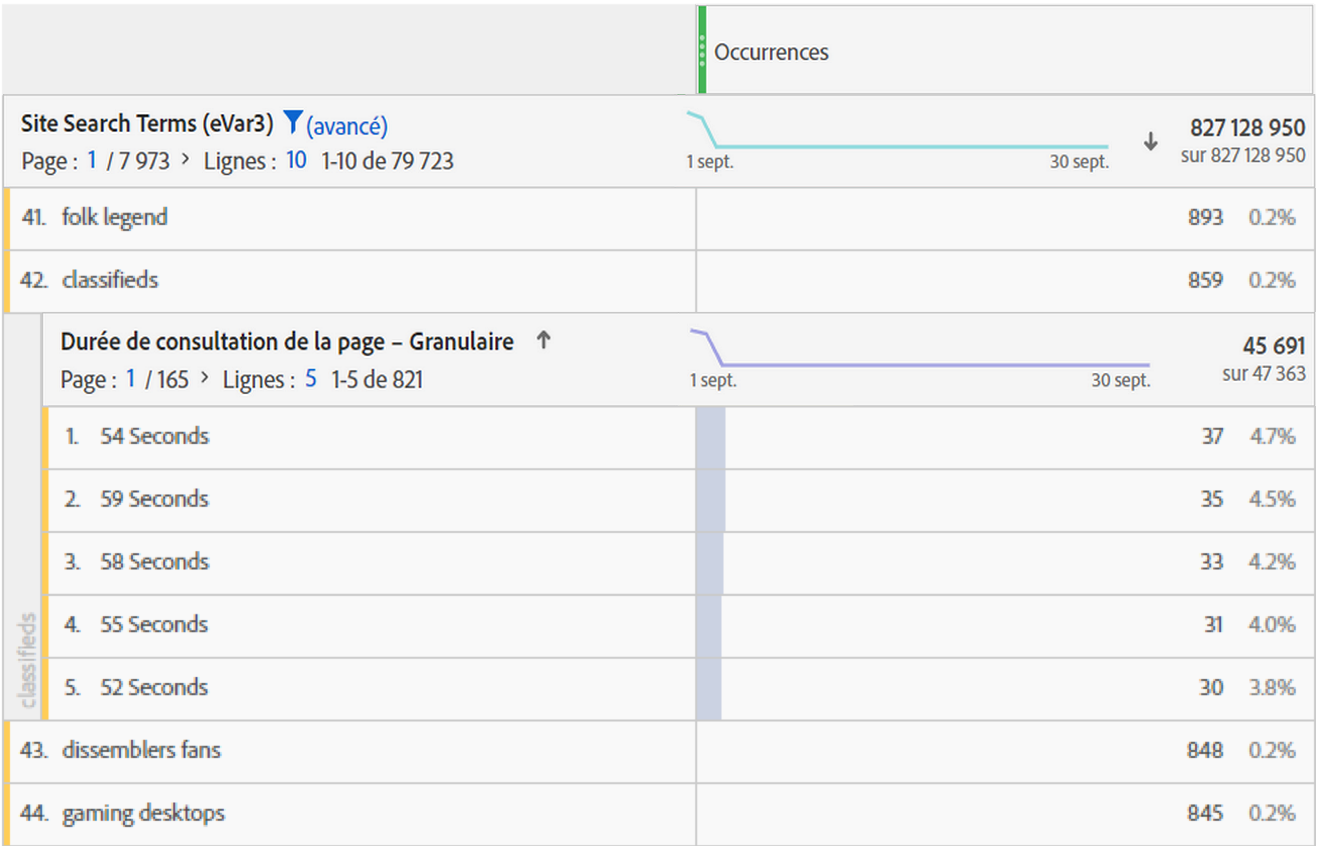 Occurrences
Site Search Terms (eVar3) (avancé)
Page : 1 / 7 973 > Lignes : 10 1-10 de 79 723
1 sept. 30 sept.
827 128 950
sur 827 128 950
41. folk legend 893 0.2%
42. classifieds 859 0.2%
Durée de consultation de la page – Granulaire
Page : 1 / 165 > Lignes : 5 1-5 de 821
1 sept. 30 sept.
45 691
sur 47 363
classifieds
1. 54 Seconds 37 4.7%
2. 59 Seconds 35 4.5%
3. 58 Seconds 33 4.2%
4. 55 Seconds 31 4.0%
5. 52 Seconds 30 3.8%
43. dissemblers fans 848 0.2%
44. gaming desktops 845 0.2%